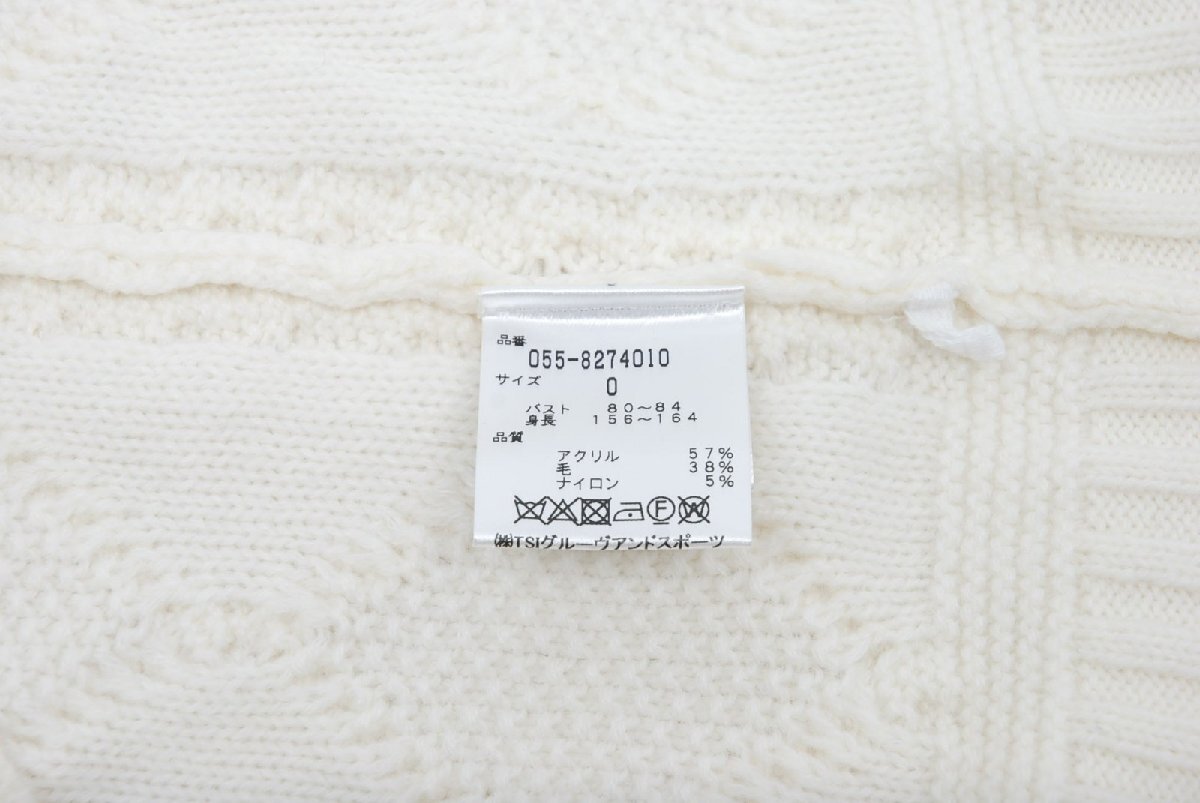 品番
055-8274010
サイズ 0
バスト 80〜84
身長 156〜164
品質
アクリル 57%
毛 38%
ナイロン 5%
F W
㈱TSIグルーヴアンドスポーツ